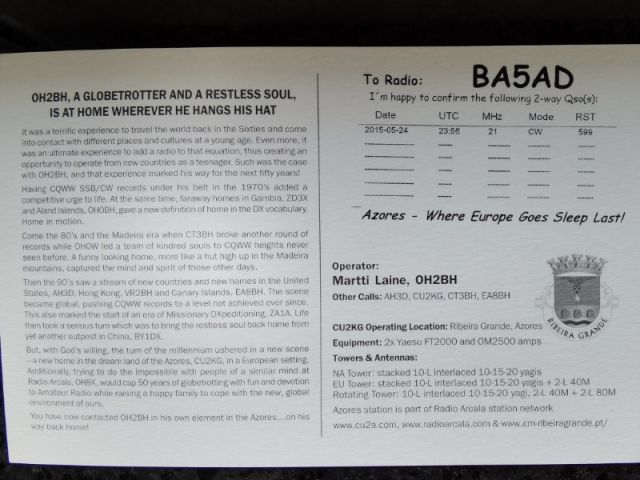 OH2BH, A GLOBETROTTER AND A RESTLESS SOUL,
IS AT HOME WHEREVER HE HANGS HIS HAT
It was a terrific experience to travel the world back in the Sixties and come
into contact with different places and cultures at a young age. Even more, it
was an ultimate experience to add a radio to that equation, thus creating an
opportunity to operate from new countries as a teenager. Such was the case
with OH2BH, and that experience marked his way for the next fifty years!
Having CQWW SSB/CW records under his belt in the 1970's added a
competitive urge to life. At the same time, faraway homes in Gambia, ZD3X
and Aland Islands, OH0BH, gave a new definition of home in the DX vocabulary.
Home in motion.
Come the 80's and the Madeira era when CT3BH broke another round of
records while OH0W led a team of kindred souls to CQWW heights never
seen before. A funny looking home, more like a hut high up in the Madeira
mountains, captured the mind and spirit of those other days.
Then the 90's saw a stream of new countries and new homes in the United
States, AH3D, Hong Kong, VR2BH and Canary Islands, EA8BH. The scene
became global, pushing CQWW records to a level not achieved ever since.
This also marked the start of an era of Missionary DXpeditioning, ZA1A. Life
then took a serious turn which was to bring the restless soul back home from
yet another outpost in China, BY1DX.
But, with God's willing, the turn of the millennium ushered in a new scene
- a new home in the dream land of the Azores, CU2KG, in a European setting.
Additionally, trying to do the impossible with people of a similar mind at
Radio Arcala, OH8X, would cap 50 years of globetrotting with fun and devotion
to Amateur Radio while raising a happy family to cope with the new, global
environment of ours.
You have now contacted OH2BH in his own element in the Azores...on his
way back home!
To Radio: BA5AD
I'm happy to confirm the following 2-way Qso(s):
Date UTC MHz Mode RST
2015-05-24 23:56 21 CW 599
Azores - Where Europe Goes Sleep Last!
Operator:
Martti Laine, OH2BH
Other Calls: AH3D, CU2KG, CT3BH, EA8BH
RIBEIRA GRANDE
CU2KG Operating Location: Ribeira Grande, Azores
Equipment: 2x Yaesu FT2000 and OM2500 amps
Towers & Antennas:
NA Tower: stacked 10-L interlaced 10-15-20 yagis
EU Tower: stacked 10-L interlaced 10-15-20 yagis + 2-L 40M
Rotating Tower: 10-L interlaced 10-15-20 yagi, 2-L 40M + 2-L 80M
Azores station is part of Radio Arcala station network
www.cu2a.com, www.radioarcala.com & www.cm-ribeiragrande.pt/